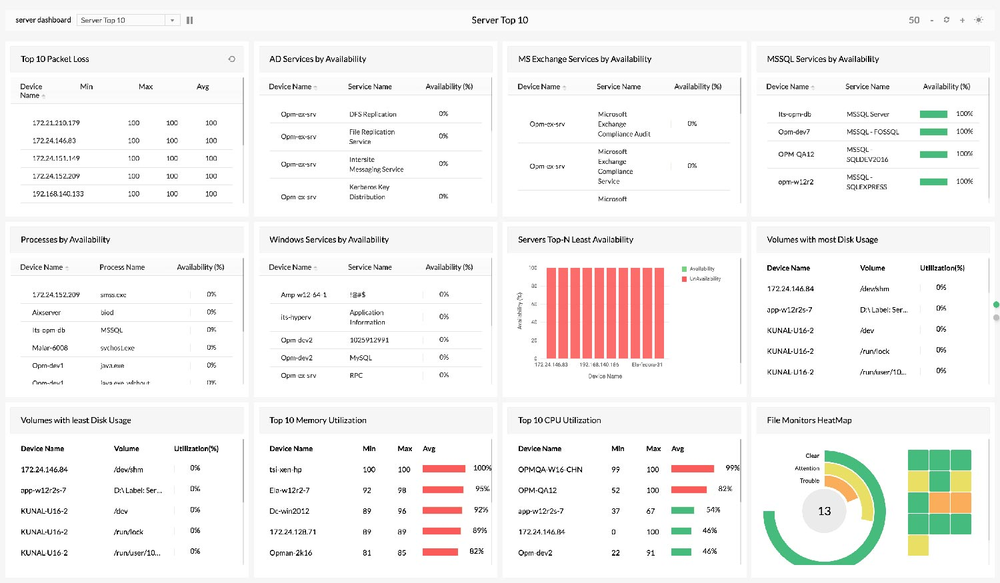 server dashboard Server Top 10 Server Top 10 50 - +
Top 10 Packet Loss
Device Name Min Max Avg
172.21.210.179 100 100 100
172.24.146.83 100 100 100
172.24.151.149 100 100 100
172.24.152.209 100 100 100
192.168.140.133 100 100 100
AD Services by Availability
Device Name Service Name Availability (%)
Opm-ex-srv DFS Replication 0%
Opm-ex-srv File Replication Service 0%
Opm-ex-srv Intersite Messaging Service 0%
Opm-ex-srv Kerberos Key Distribution 0%
MS Exchange Services by Availability
Device Name Service Name Availability (%)
Opm-ex-srv Microsoft Exchange Compliance Audit 0%
Opm-ex-srv Microsoft Exchange Compliance Service 0%
Microsoft
MSSQL Services by Availability
Device Name Service Name Availability (%)
Its-opm-db MSSQL Server 100%
Opm-dev7 MSSQL - FOSSQL 100%
OPM-QA12 MSSQL - SQLDEV2016 100%
opm-w12r2 MSSQL - SQLEXPRESS 100%
Processes by Availability
Device Name Process Name Availability (%)
172.24.152.209 smss.exe 0%
Aixserver biod 0%
Its-opm-db MSSQL 0%
Malar-6008 svchost.exe 0%
Opm-dev1 java.exe 0%
Opm-dev1 java.exe_without 0%
Windows Services by Availability
Device Name Service Name Availability (%)
Amp-w12-64-1 !@#$ 0%
its-hyperv Application Information 0%
Opm-dev2 1025912991 0%
Opm-dev2 MySQL 0%
Opm-ex-srv RPC 0%
Servers Top-N Least Availability
Availability (%)
100
80
60
40
20
0
172.24.146.83 192.168.140.186 Ela-fedora-31
Device Name
Availability
UnAvailability
Volumes with most Disk Usage
Device Name Volume Utilization(%)
172.24.146.84 /dev/shm 0%
app-w12r2s-7 D:\ Label: Ser... 0%
KUNAL-U16-2 /dev 0%
KUNAL-U16-2 /run/lock 0%
KUNAL-U16-2 /run/user/10... 0%
Volumes with least Disk Usage
Device Name Volume Utilization(%)
172.24.146.84 /dev/shm 0%
app-w12r2s-7 D:\ Label: Ser... 0%
KUNAL-U16-2 /dev 0%
KUNAL-U16-2 /run/lock 0%
KUNAL-U16-2 /run/user/10... 0%
Top 10 Memory Utilization
Device Name Min Max Avg
tsi-xen-hp 100 100 100%
Ela-w12r2-7 92 98 95%
Dc-win2012 89 96 92%
172.24.128.71 89 89 89%
Opman-2k16 81 85 82%
Top 10 CPU Utilization
Device Name Min Max Avg
OPMQA-W16-CHN 99 100 99%
OPM-QA12 52 100 82%
app-w12r2s-7 37 67 54%
172.24.146.84 0 100 46%
Opm-dev2 22 91 46%
File Monitors HeatMap
Clear
Attention
Trouble
13